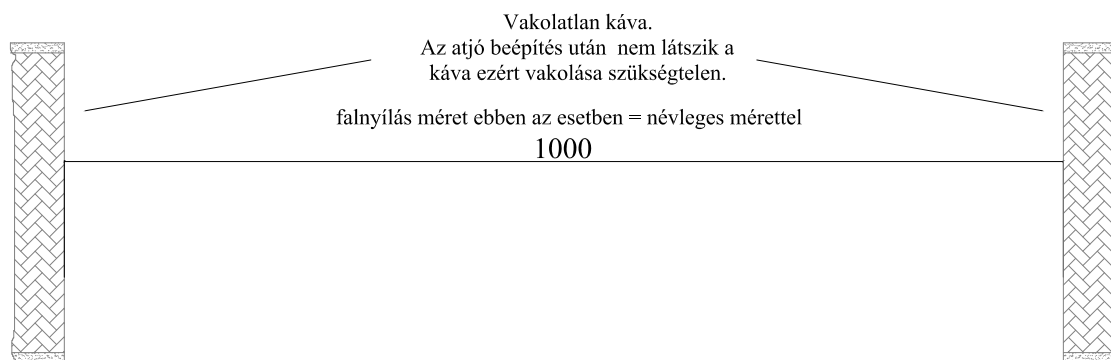 Vakolatlan káva.
Az atjó beépítés után nem látszik a
káva ezért vakolása szükségtelen.
falnyílás méret ebben az esetben = névleges mérettel
1000